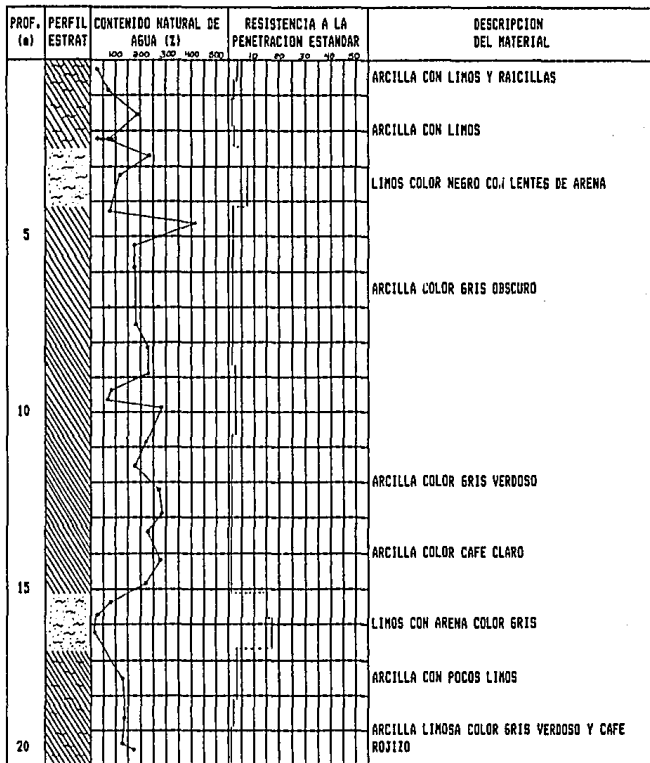 PROF. PERFIL CONTENIDO NATURAL DE RESISTENCIA A LA DESCRIPCION
(m) ESTRAT AGUA (%) PENETRACION ESTANDAR DEL MATERIAL
100 200 300 400 500 10 20 30 40 50
ARCILLA CON LIMOS Y RAICILLAS
ARCILLA CON LIMOS
LIMOS COLOR NEGRO CON LENTES DE ARENA
5
ARCILLA COLOR GRIS OBSCURO
10
ARCILLA COLOR GRIS VERDOSO
ARCILLA COLOR CAFE CLARO
15
LIMOS CON ARENA COLOR GRIS
ARCILLA CON POCOS LIMOS
ARCILLA LIMOSA COLOR GRIS VERDOSO Y CAFE
20 ROJIZO